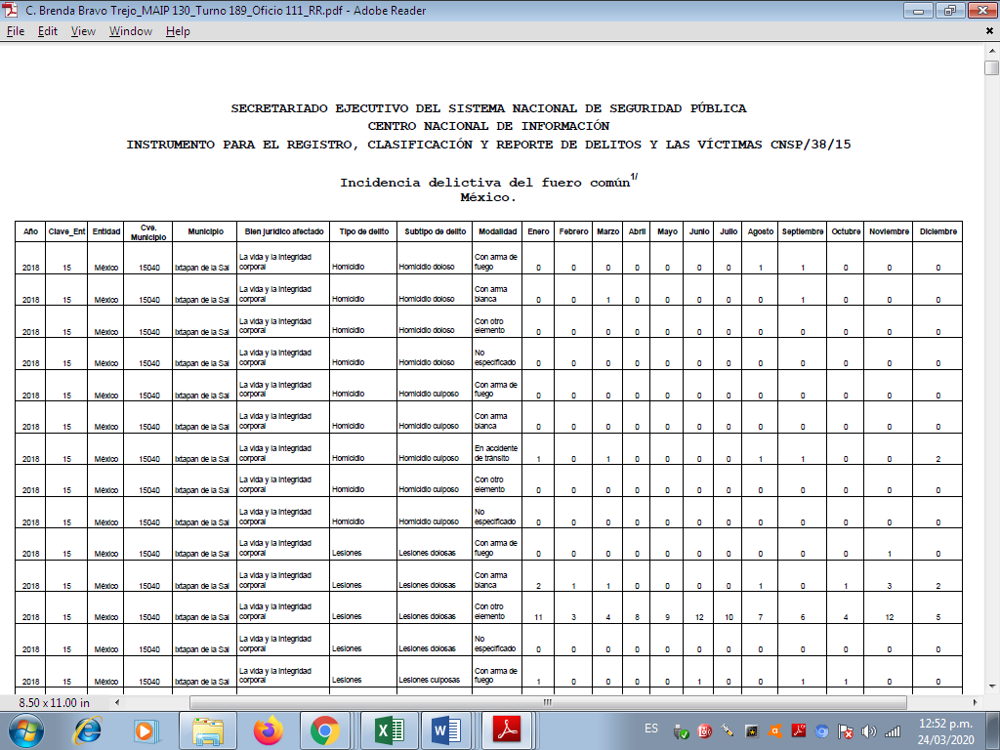 C. Brenda Bravo Trejo_MAIP 130_Turno 189_Oficio 111_RR.pdf - Adobe Reader
File Edit View Window Help
SECRETARIADO EJECUTIVO DEL SISTEMA NACIONAL DE SEGURIDAD PÚBLICA
CENTRO NACIONAL DE INFORMACIÓN
INSTRUMENTO PARA EL REGISTRO, CLASIFICACIÓN Y REPORTE DE DELITOS Y LAS VÍCTIMAS CNSP/38/15
Incidencia delictiva del fuero común1/
México.
Año Clave_Ent Entidad Cve. Municipio Municipio Bien jurídico afectado Tipo de delito Subtipo de delito Modalidad Enero Febrero Marzo Abril Mayo Junio Julio Agosto Septiembre Octubre Noviembre Diciembre
2018 15 México 15040 Ixtapan de la Sal La vida y la Integridad corporal Homicidio Homicidio doloso Con arma de fuego 0 0 0 0 0 0 0 1 1 0 0 0
2018 15 México 15040 Ixtapan de la Sal La vida y la Integridad corporal Homicidio Homicidio doloso Con arma blanca 0 0 1 0 0 0 0 0 1 0 0 0
2018 15 México 15040 Ixtapan de la Sal La vida y la Integridad corporal Homicidio Homicidio doloso Con otro elemento 0 0 0 0 0 0 0 0 0 0 0 0
2018 15 México 15040 Ixtapan de la Sal La vida y la Integridad corporal Homicidio Homicidio doloso No especificado 0 0 0 0 0 0 0 0 0 0 0 0
2018 15 México 15040 Ixtapan de la Sal La vida y la Integridad corporal Homicidio Homicidio culposo Con arma de fuego 0 0 0 0 0 0 0 0 0 0 0 0
2018 15 México 15040 Ixtapan de la Sal La vida y la Integridad corporal Homicidio Homicidio culposo Con arma blanca 0 0 0 0 0 0 0 0 0 0 0 0
2018 15 México 15040 Ixtapan de la Sal La vida y la Integridad corporal Homicidio Homicidio culposo En accidente de tránsito 1 0 1 0 0 0 0 1 1 0 0 2
2018 15 México 15040 Ixtapan de la Sal La vida y la Integridad corporal Homicidio Homicidio culposo Con otro elemento 0 0 0 0 0 0 0 0 0 0 0 0
2018 15 México 15040 Ixtapan de la Sal La vida y la Integridad corporal Homicidio Homicidio culposo No especificado 0 0 0 0 0 0 0 0 0 0 0 0
2018 15 México 15040 Ixtapan de la Sal La vida y la Integridad corporal Lesiones Lesiones dolosas Con arma de fuego 0 0 0 0 0 0 0 0 0 0 1 0
2018 15 México 15040 Ixtapan de la Sal La vida y la Integridad corporal Lesiones Lesiones dolosas Con arma blanca 2 1 1 0 0 0 0 1 0 1 3 2
2018 15 México 15040 Ixtapan de la Sal La vida y la Integridad corporal Lesiones Lesiones dolosas Con otro elemento 11 3 4 8 9 12 10 7 6 4 12 5
2018 15 México 15040 Ixtapan de la Sal La vida y la Integridad corporal Lesiones Lesiones dolosas No especificado 0 0 0 0 0 0 0 0 0 0 0 0
2018 15 México 15040 Ixtapan de la Sal La vida y la Integridad corporal Lesiones Lesiones culposas Con arma de fuego 1 0 0 0 0 1 0 0 1 1 0 0
8.50 x 11.00 in
ES
12:52 p.m.
24/03/2020